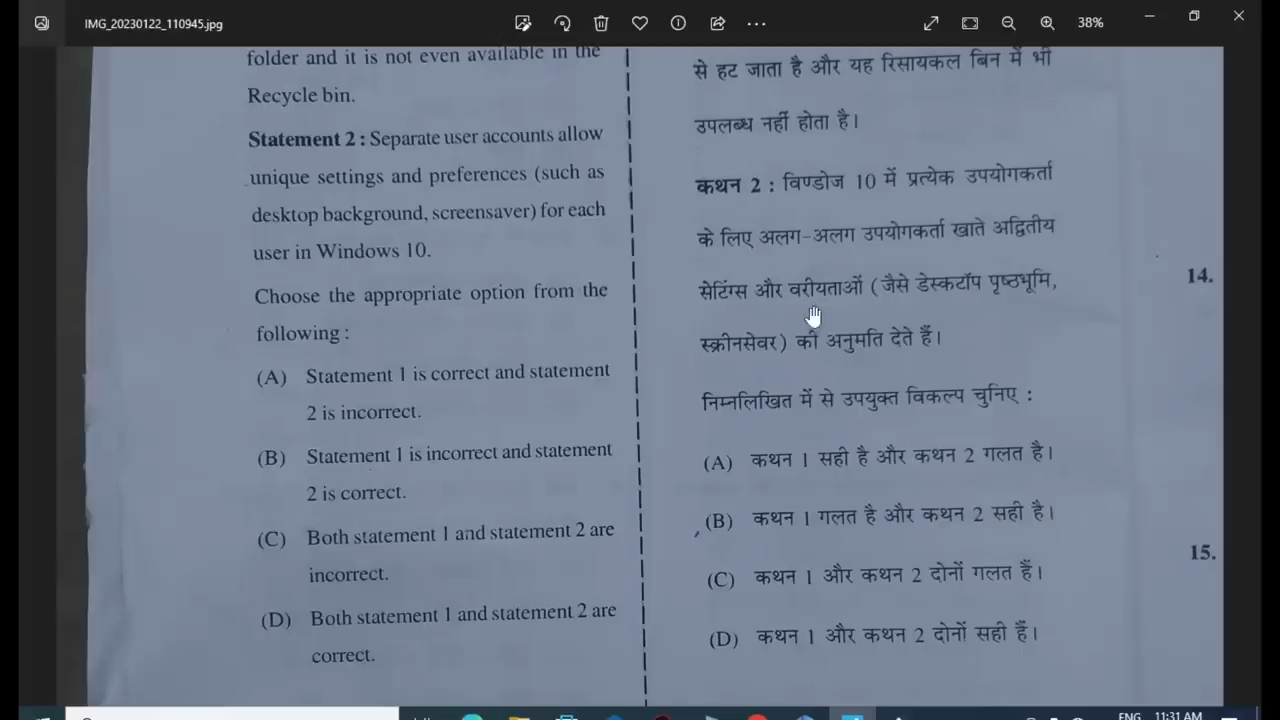 IMG_20230122_110945.jpg
38%
folder and it is not even available in the
Recycle bin.
Statement 2 : Separate user accounts allow
unique settings and preferences (such as
desktop background, screensaver) for each
user in Windows 10.
Choose the appropriate option from the
following :
(A) Statement 1 is correct and statement
2 is incorrect.
(B) Statement 1 is incorrect and statement
2 is correct.
(C) Both statement 1 and statement 2 are
incorrect.
(D) Both statement 1 and statement 2 are
correct.
से हट जाता है और यह रिसायकल बिन में भी
उपलब्ध नहीं होता है।
कथन 2 : विण्डोज 10 में प्रत्येक उपयोगकर्ता
के लिए अलग-अलग उपयोगकर्ता खाते अद्वितीय
सेटिंग्स और वरीयताओं (जैसे डेस्कटॉप पृष्ठभूमि,
स्क्रीनसेवर) की अनुमति देते हैं।
निम्नलिखित में से उपयुक्त विकल्प चुनिए :
(A) कथन 1 सही है और कथन 2 गलत है।
(B) कथन 1 गलत है और कथन 2 सही है।
(C) कथन 1 और कथन 2 दोनों गलत हैं।
(D) कथन 1 और कथन 2 दोनों सही हैं।
14.
15.
ENG
11:31 AM